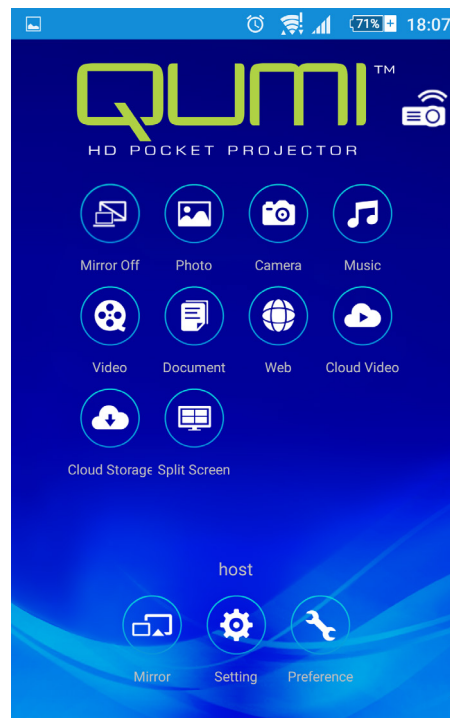 71% 18:07
QUMI™
HD POCKET PROJECTOR
Mirror Off Photo Camera Music
Video Document Web Cloud Video
Cloud Storage Split Screen
host
Mirror Setting Preference